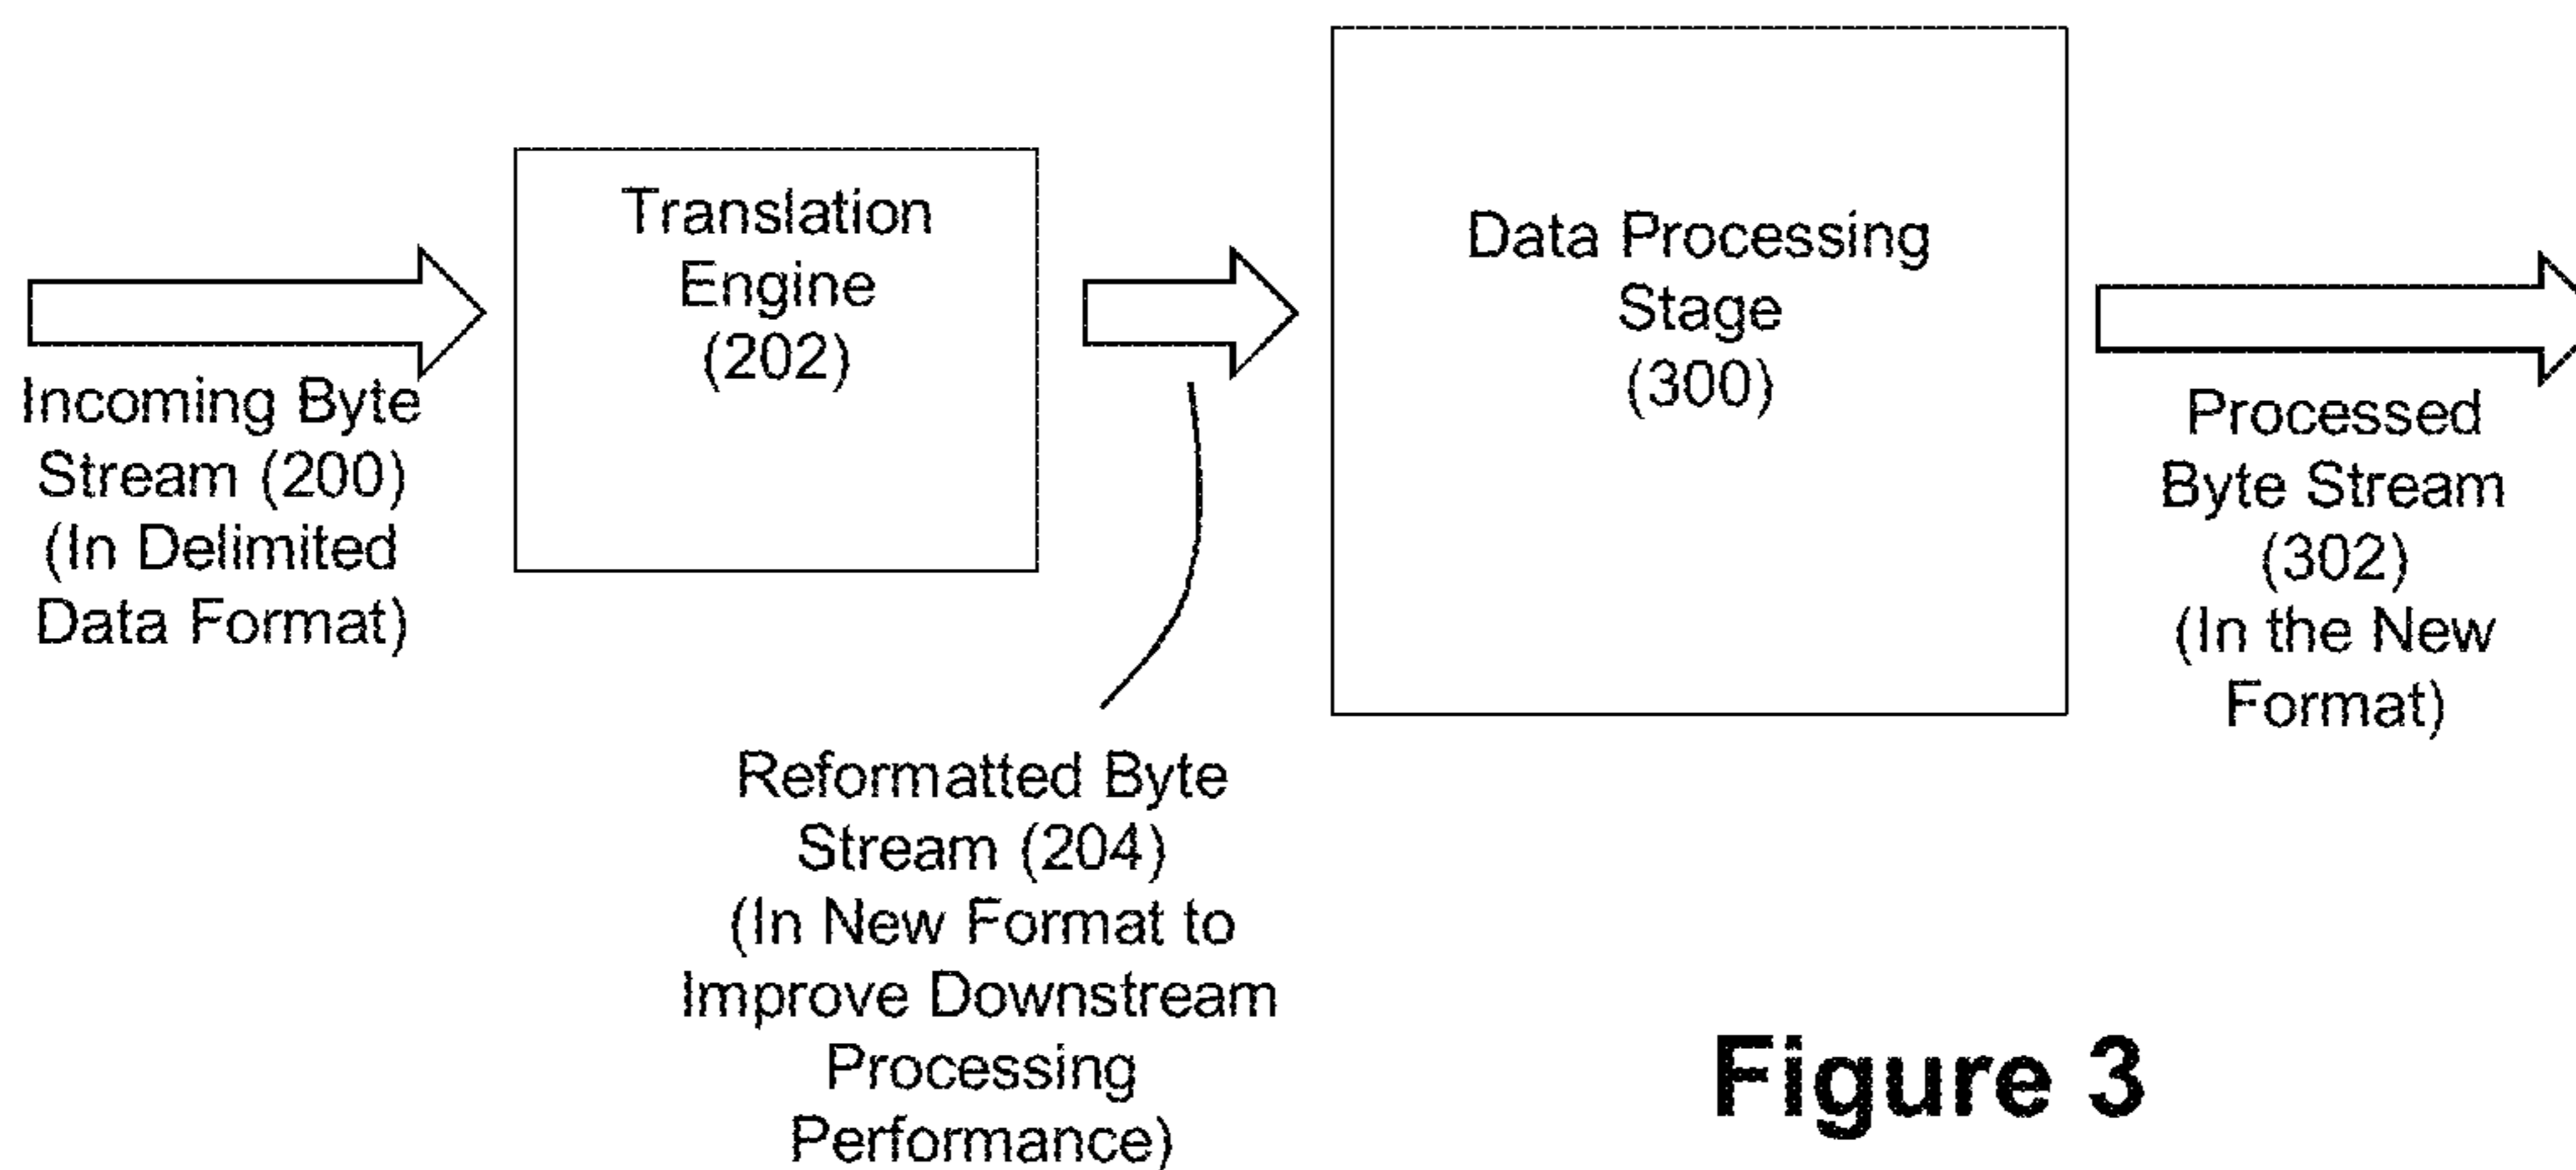 Incoming Byte
Stream (200)
(In Delimited
Data Format)
Translation
Engine
(202)
Reformatted Byte
Stream (204)
(In New Format to
Improve Downstream
Processing
Performance)
Data Processing
Stage
(300)
Processed
Byte Stream
(302)
(In the New
Format)
Figure 3